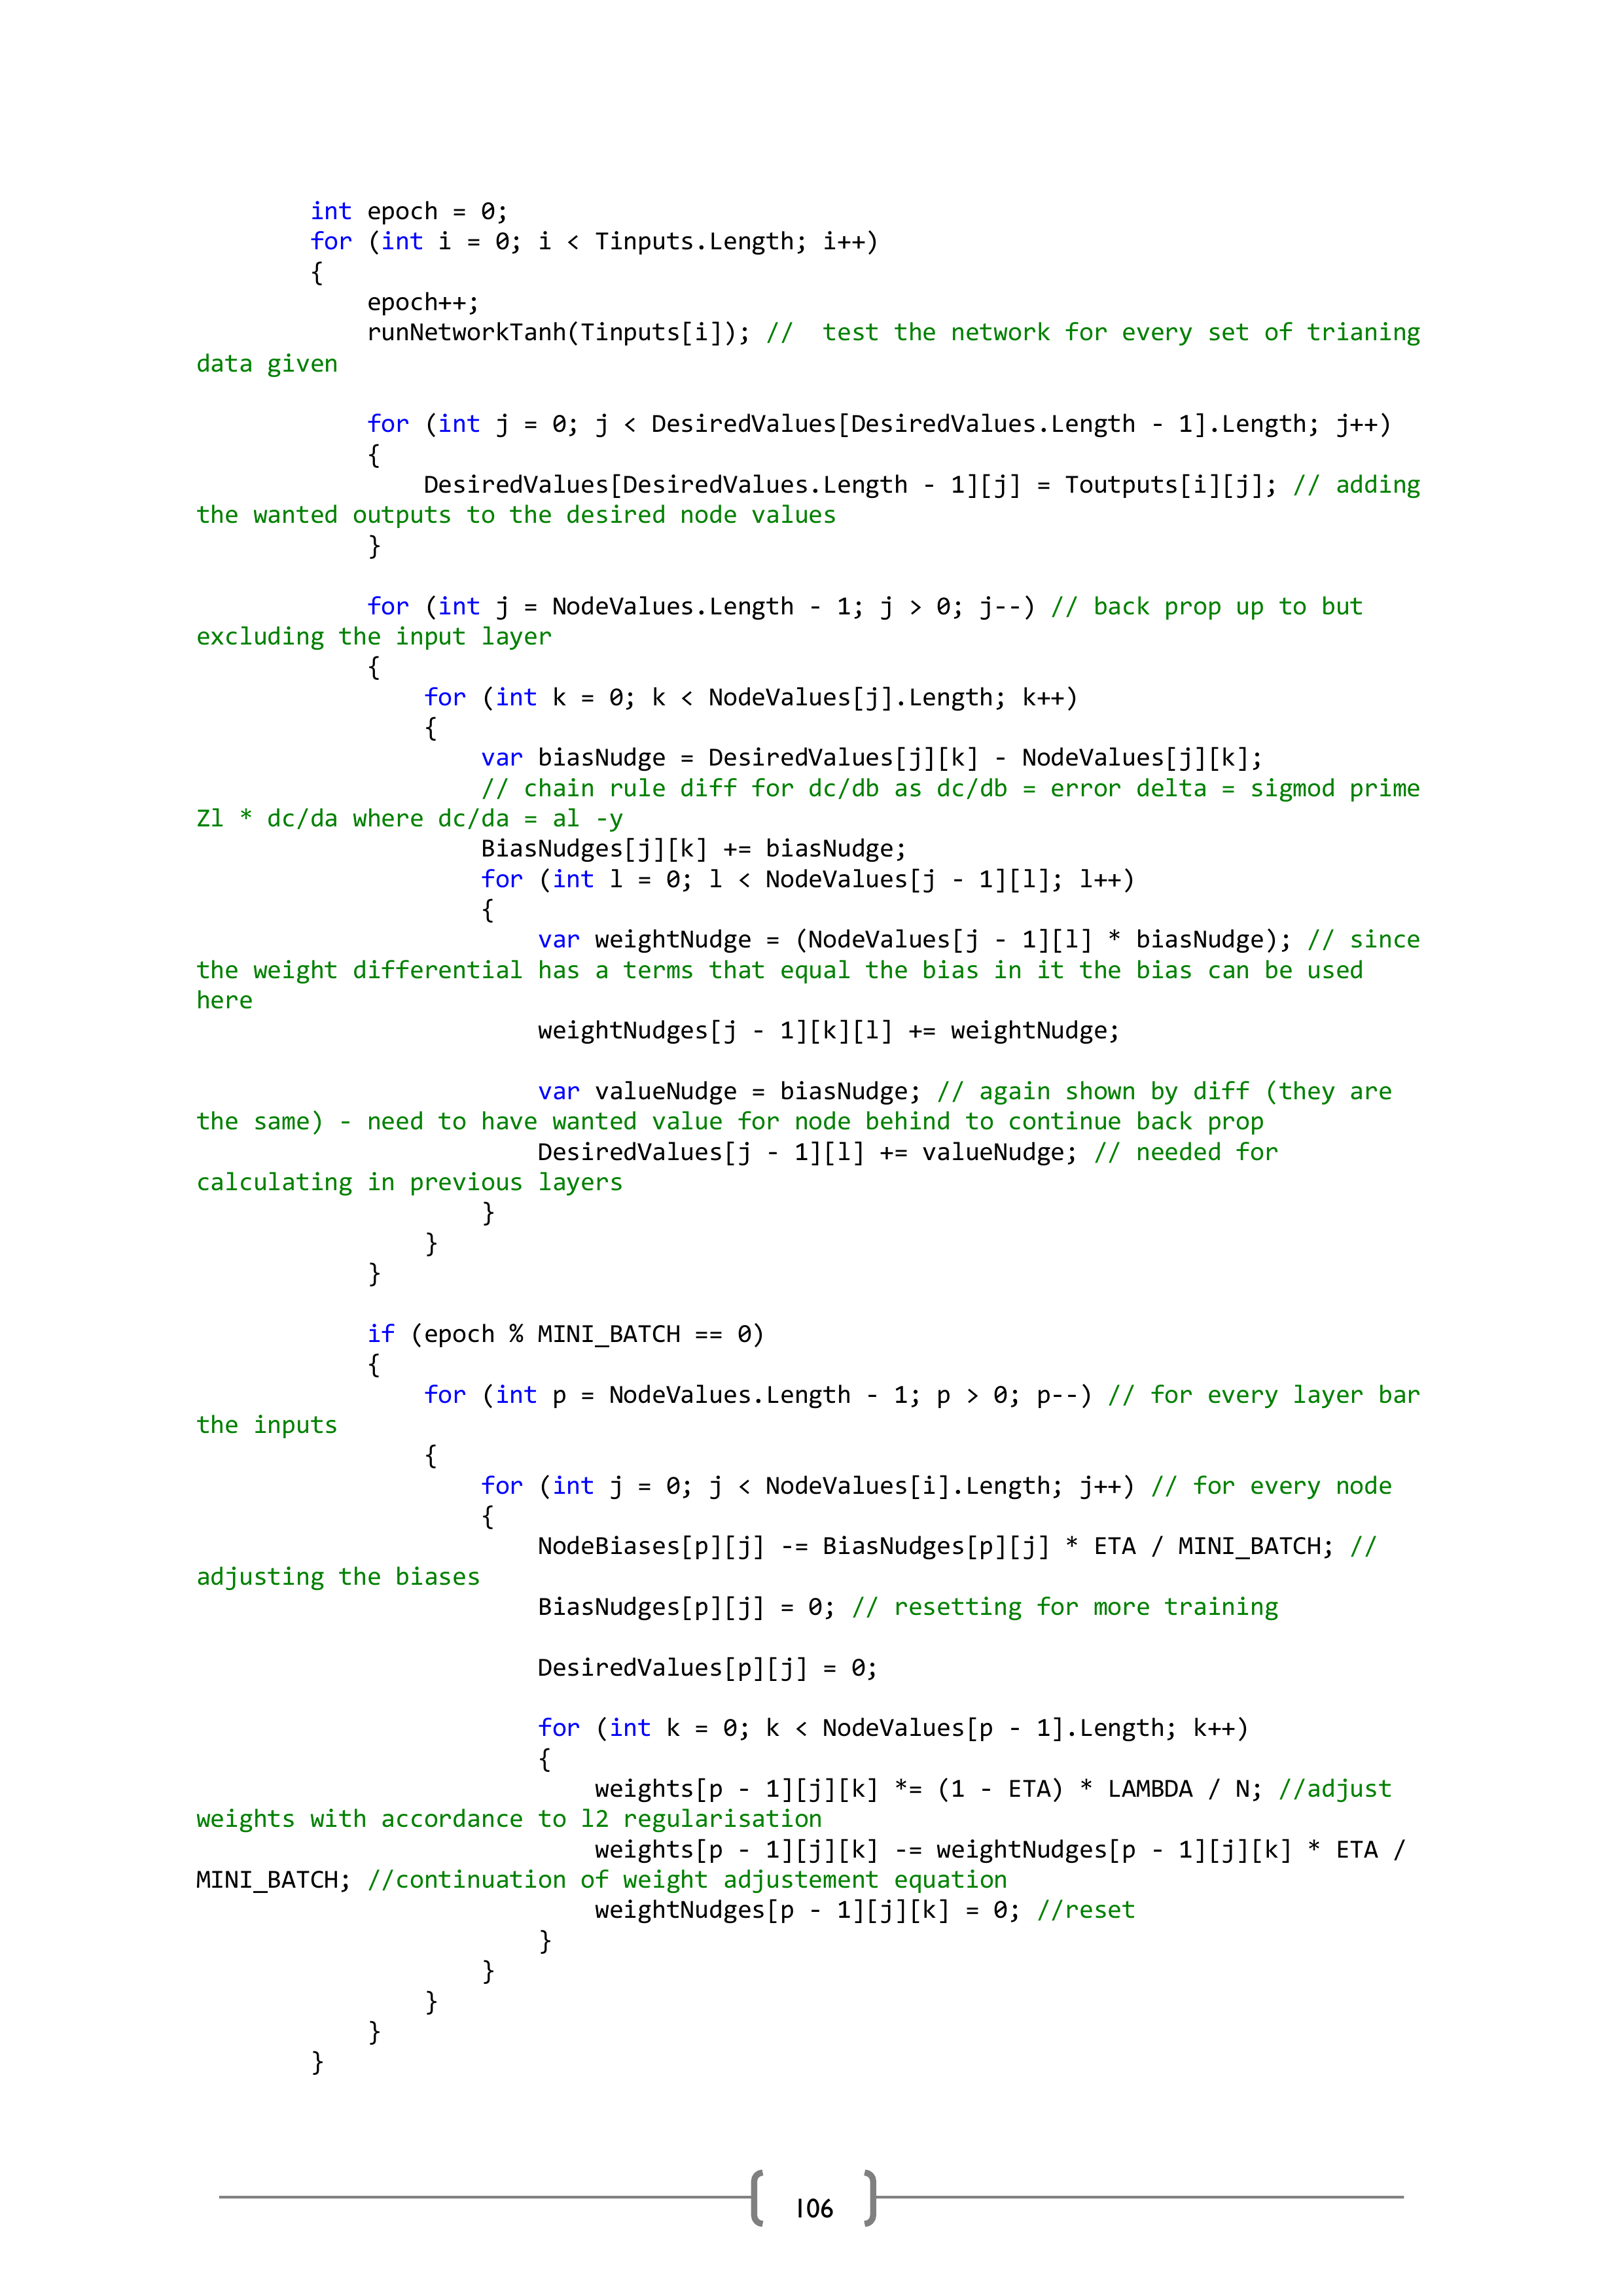 int epoch = 0;
for (int i = 0; i < Tinputs.Length; i++)
{
epoch++;
runNetworkTanh(Tinputs[i]); //  test the network for every set of trianing
data given
for (int j = 0; j < DesiredValues[DesiredValues.Length - 1].Length; j++)
{
DesiredValues[DesiredValues.Length - 1][j] = Toutputs[i][j]; // adding
the wanted outputs to the desired node values
}
for (int j = NodeValues.Length - 1; j > 0; j--) // back prop up to but
excluding the input layer
{
for (int k = 0; k < NodeValues[j].Length; k++)
{
var biasNudge = DesiredValues[j][k] - NodeValues[j][k];
// chain rule diff for dc/db as dc/db = error delta = sigmod prime
Zl * dc/da where dc/da = al -y
BiasNudges[j][k] += biasNudge;
for (int l = 0; l < NodeValues[j - 1][l]; l++)
{
var weightNudge = (NodeValues[j - 1][l] * biasNudge); // since
the weight differential has a terms that equal the bias in it the bias can be used
here
weightNudges[j - 1][k][l] += weightNudge;
var valueNudge = biasNudge; // again shown by diff (they are
the same) - need to have wanted value for node behind to continue back prop
DesiredValues[j - 1][l] += valueNudge; // needed for
calculating in previous layers
}
}
}
if (epoch % MINI_BATCH == 0)
{
for (int p = NodeValues.Length - 1; p > 0; p--) // for every layer bar
the inputs
{
for (int j = 0; j < NodeValues[i].Length; j++) // for every node
{
NodeBiases[p][j] -= BiasNudges[p][j] * ETA / MINI_BATCH; //
adjusting the biases
BiasNudges[p][j] = 0; // resetting for more training
DesiredValues[p][j] = 0;
for (int k = 0; k < NodeValues[p - 1].Length; k++)
{
weights[p - 1][j][k] *= (1 - ETA) * LAMBDA / N; //adjust
weights with accordance to l2 regularisation
weights[p - 1][j][k] -= weightNudges[p - 1][j][k] * ETA /
MINI_BATCH; //continuation of weight adjustement equation
weightNudges[p - 1][j][k] = 0; //reset
}
}
}
}
}
106